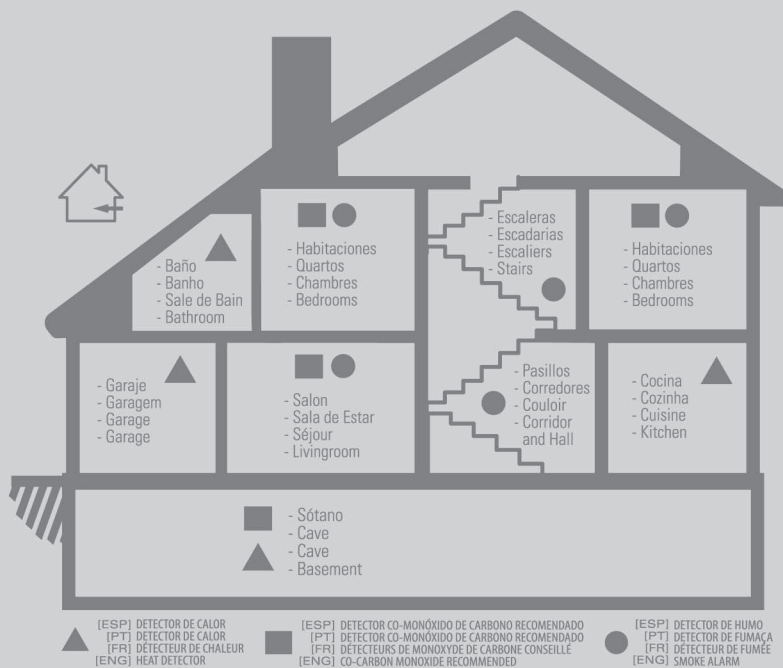 - Baño
- Banho
- Sale de Bain
- Bathroom
- Habitaciones
- Quartos
- Chambres
- Bedrooms
- Escaleras
- Escadarias
- Escaliers
- Stairs
- Habitaciones
- Quartos
- Chambres
- Bedrooms
- Garaje
- Garagem
- Garage
- Garage
- Salon
- Sala de Estar
- Séjour
- Livingroom
- Pasillos
- Corredores
- Couloir
- Corridor
and Hall
- Cocina
- Cozinha
- Cuisine
- Kitchen
- Sótano
- Cave
- Cave
- Basement
[ESP] DETECTOR DE CALOR
[PT] DETECTOR DE CALOR
[FR] DÉTECTEUR DE CHALEUR
[ENG] HEAT DETECTOR
[ESP] DETECTOR CO-MONÓXIDO DE CARBONO RECOMENDADO
[PT] DETECTOR CO-MONÓXIDO DE CARBONO RECOMENDADO
[FR] DÉTECTEURS DE MONOXYDE DE CARBONE CONSEILLÉ
[ENG] CO-CARBON MONOXIDE RECOMMENDED
[ESP] DETECTOR DE HUMO
[PT] DETECTOR DE FUMAÇA
[FR] DÉTECTEUR DE FUMÉE
[ENG] SMOKE ALARM